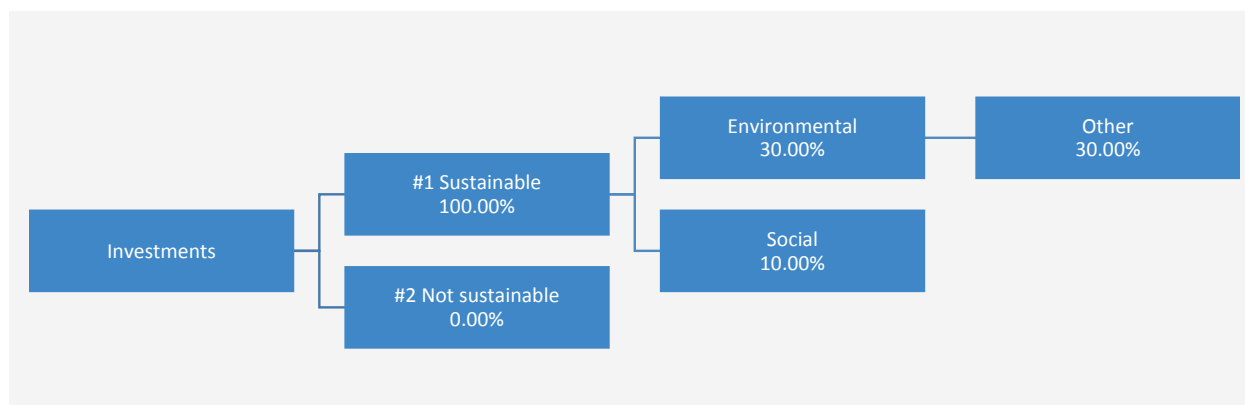 Investments
#1 Sustainable
100.00%
#2 Not sustainable
0.00%
Environmental
30.00%
Social
10.00%
Other
30.00%